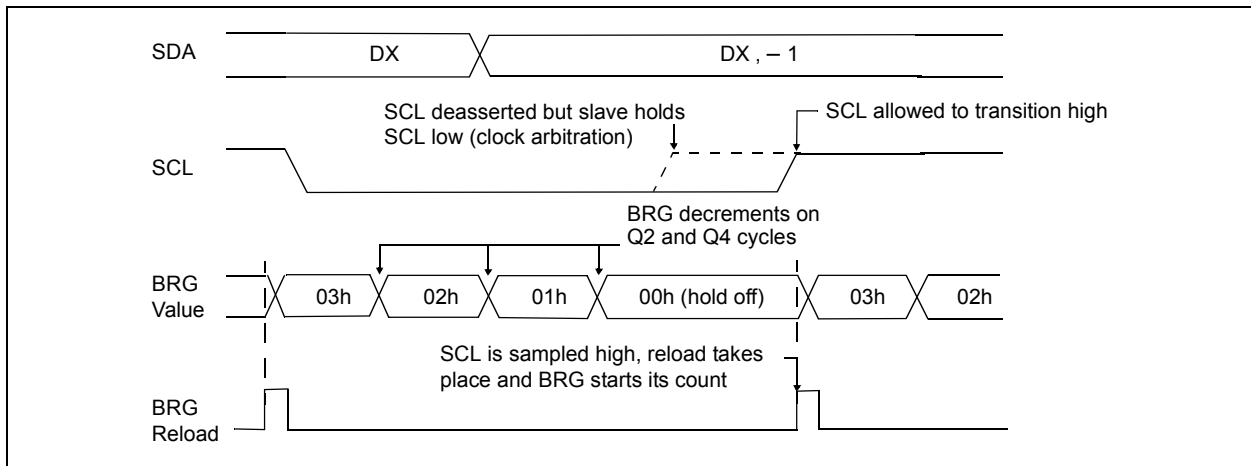 SDA
DX
DX , – 1
SCL deasserted but slave holds
SCL low (clock arbitration)
SCL allowed to transition high
SCL
BRG decrements on
Q2 and Q4 cycles
BRG
Value
03h
02h
01h
00h (hold off)
03h
02h
SCL is sampled high, reload takes
place and BRG starts its count
BRG
Reload